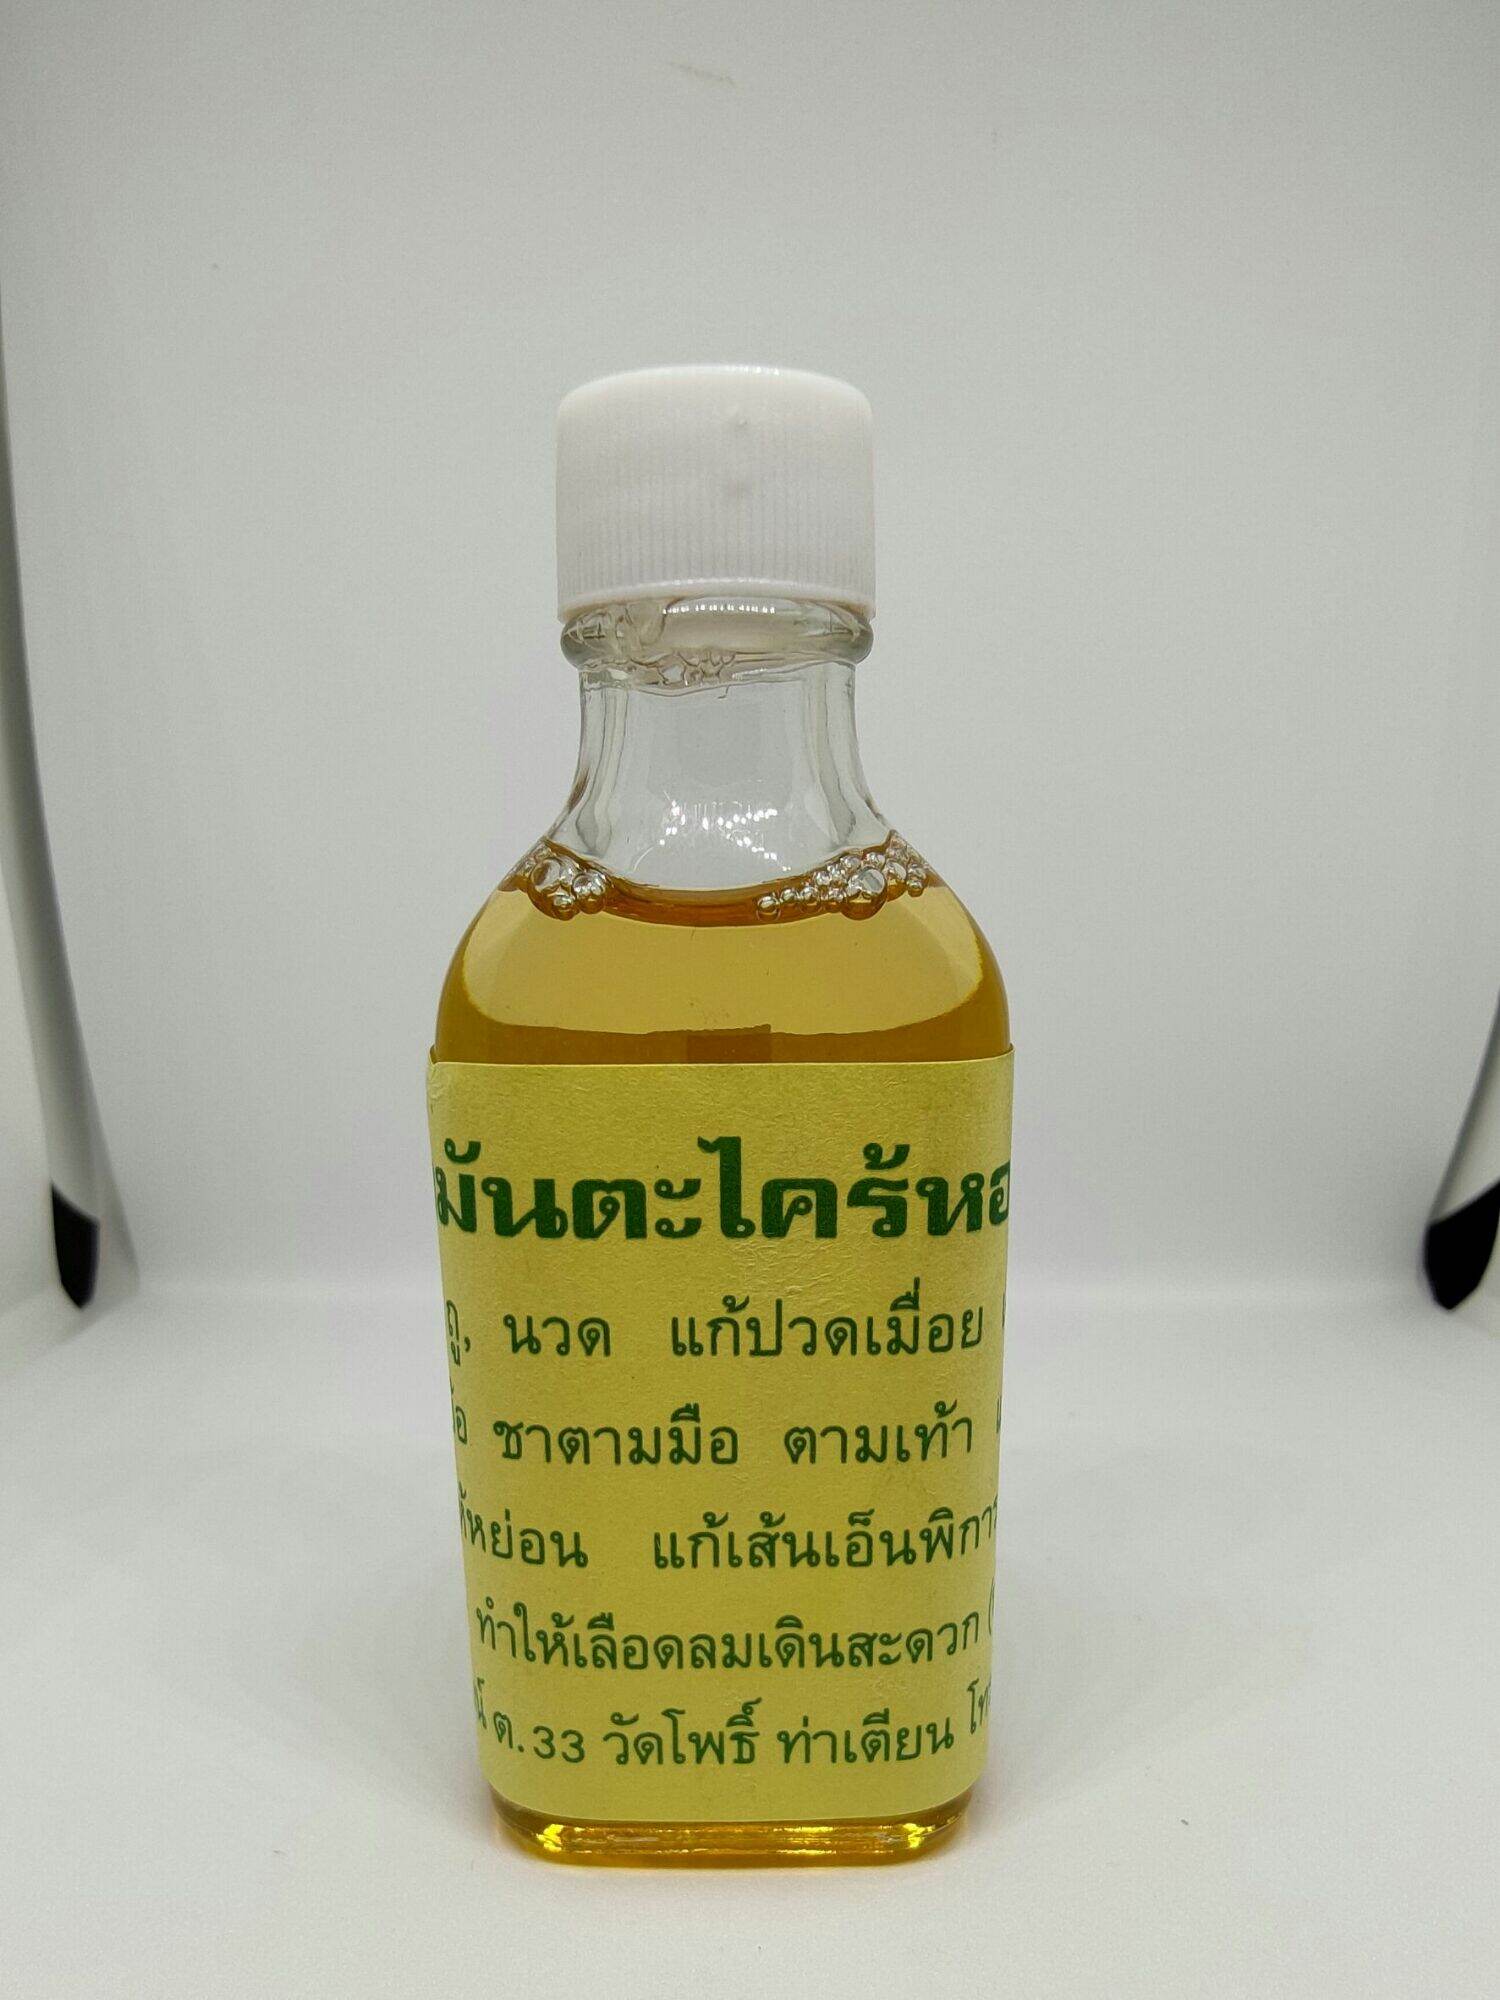 มันตะไคร้หอ
ถู, นวด แก้ปวดเมื่อย
ชาตามมือ ตามเท้า
หย่อน แก้เส้นเอ็นพิการ
ทำให้เลือดลมเดินสะดวก
ต.33 วัดโพธิ์ ท่าเตียน